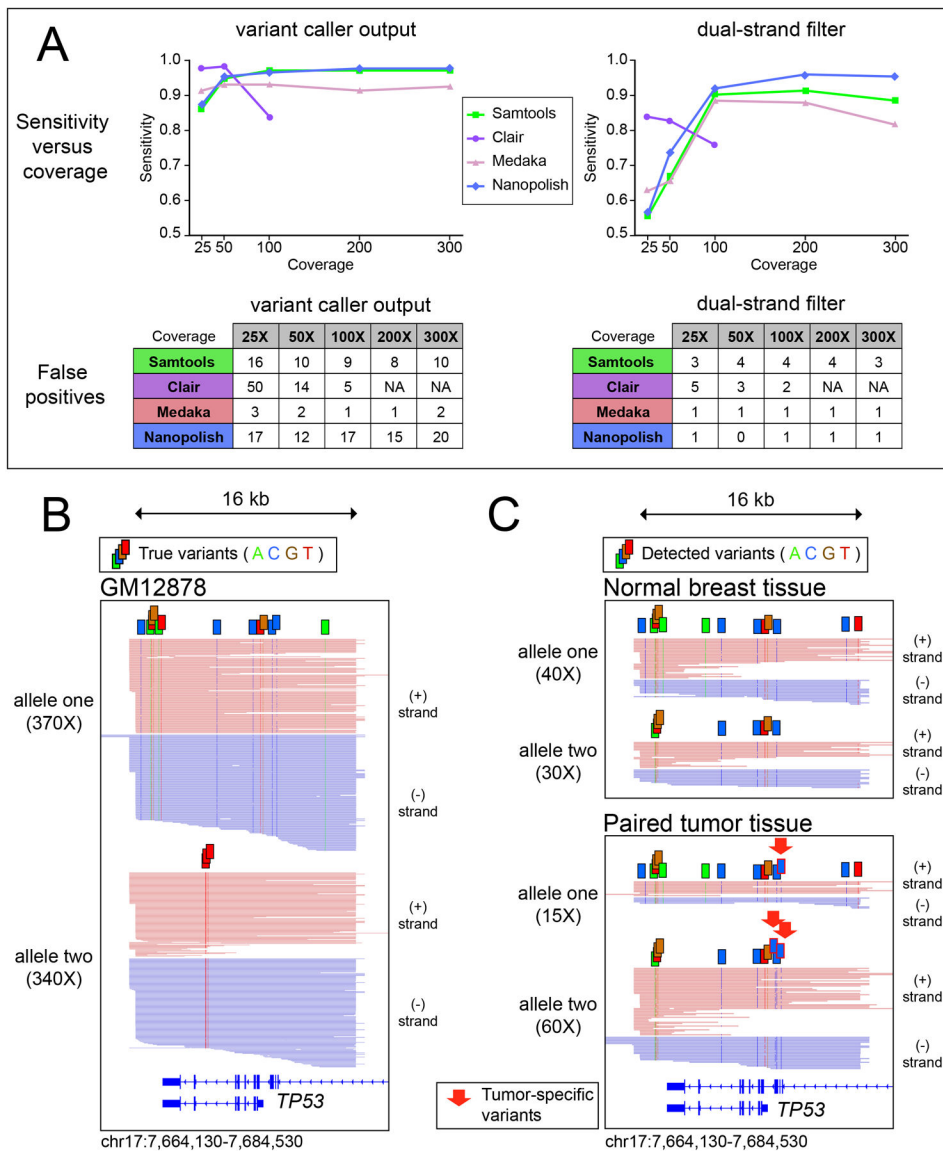 A
variant caller output
dual-strand filter
Sensitivity
versus
coverage
Sensitivity
1.0
0.9
0.8
0.7
0.6
0.5
25 50 100 200 300
Coverage
Samtools
Clair
Medaka
Nanopolish
Sensitivity
1.0
0.9
0.8
0.7
0.6
0.5
25 50 100 200 300
Coverage
False
positives
variant caller output
Coverage 25X 50X 100X 200X 300X
Samtools 16 10 9 8 10
Clair 50 14 5 NA NA
Medaka 3 2 1 1 2
Nanopolish 17 12 17 15 20
dual-strand filter
Coverage 25X 50X 100X 200X 300X
Samtools 3 4 4 4 3
Clair 5 3 2 NA NA
Medaka 1 1 1 1 1
Nanopolish 1 0 1 1 1
B
16 kb
True variants ( A C G T )
GM12878
allele one
(370X)
(+)
strand
(-)
strand
allele two
(340X)
(+)
strand
(-)
strand
TP53
chr17:7,664,130-7,684,530
C
16 kb
Detected variants ( A C G T )
Normal breast tissue
allele one
(40X)
(+)
strand
(-)
strand
allele two
(30X)
(+)
strand
(-)
strand
Paired tumor tissue
allele one
(15X)
(+)
strand
(-)
strand
allele two
(60X)
(+)
strand
(-)
strand
Tumor-specific
variants
TP53
chr17:7,664,130-7,684,530